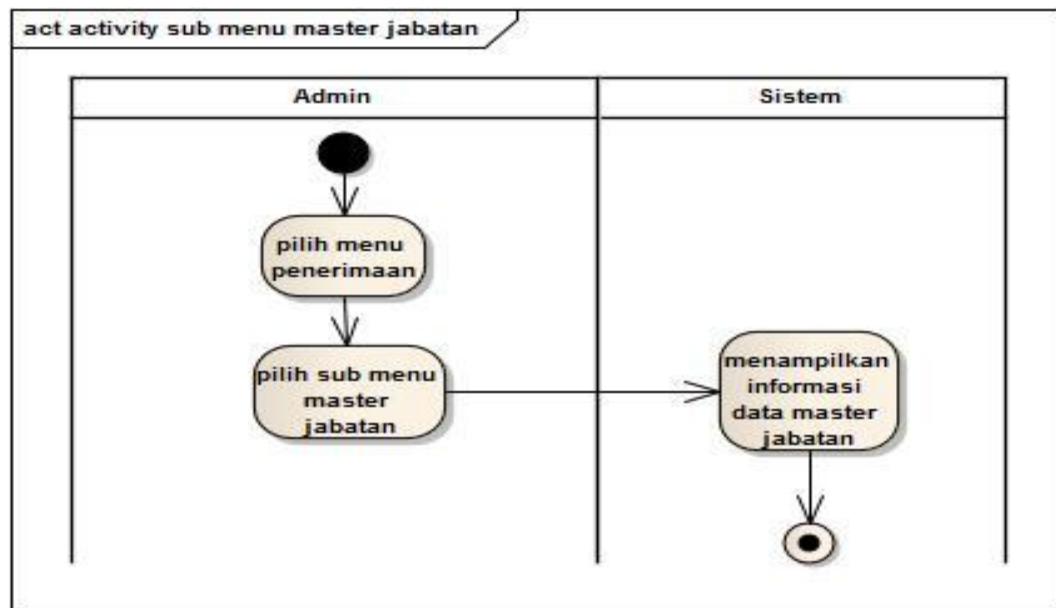 act activity sub menu master jabatan
Admin
Sistem
pilih menu
penerimaan
pilih sub menu
master
jabatan
menampilkan
informasi
data master
jabatan